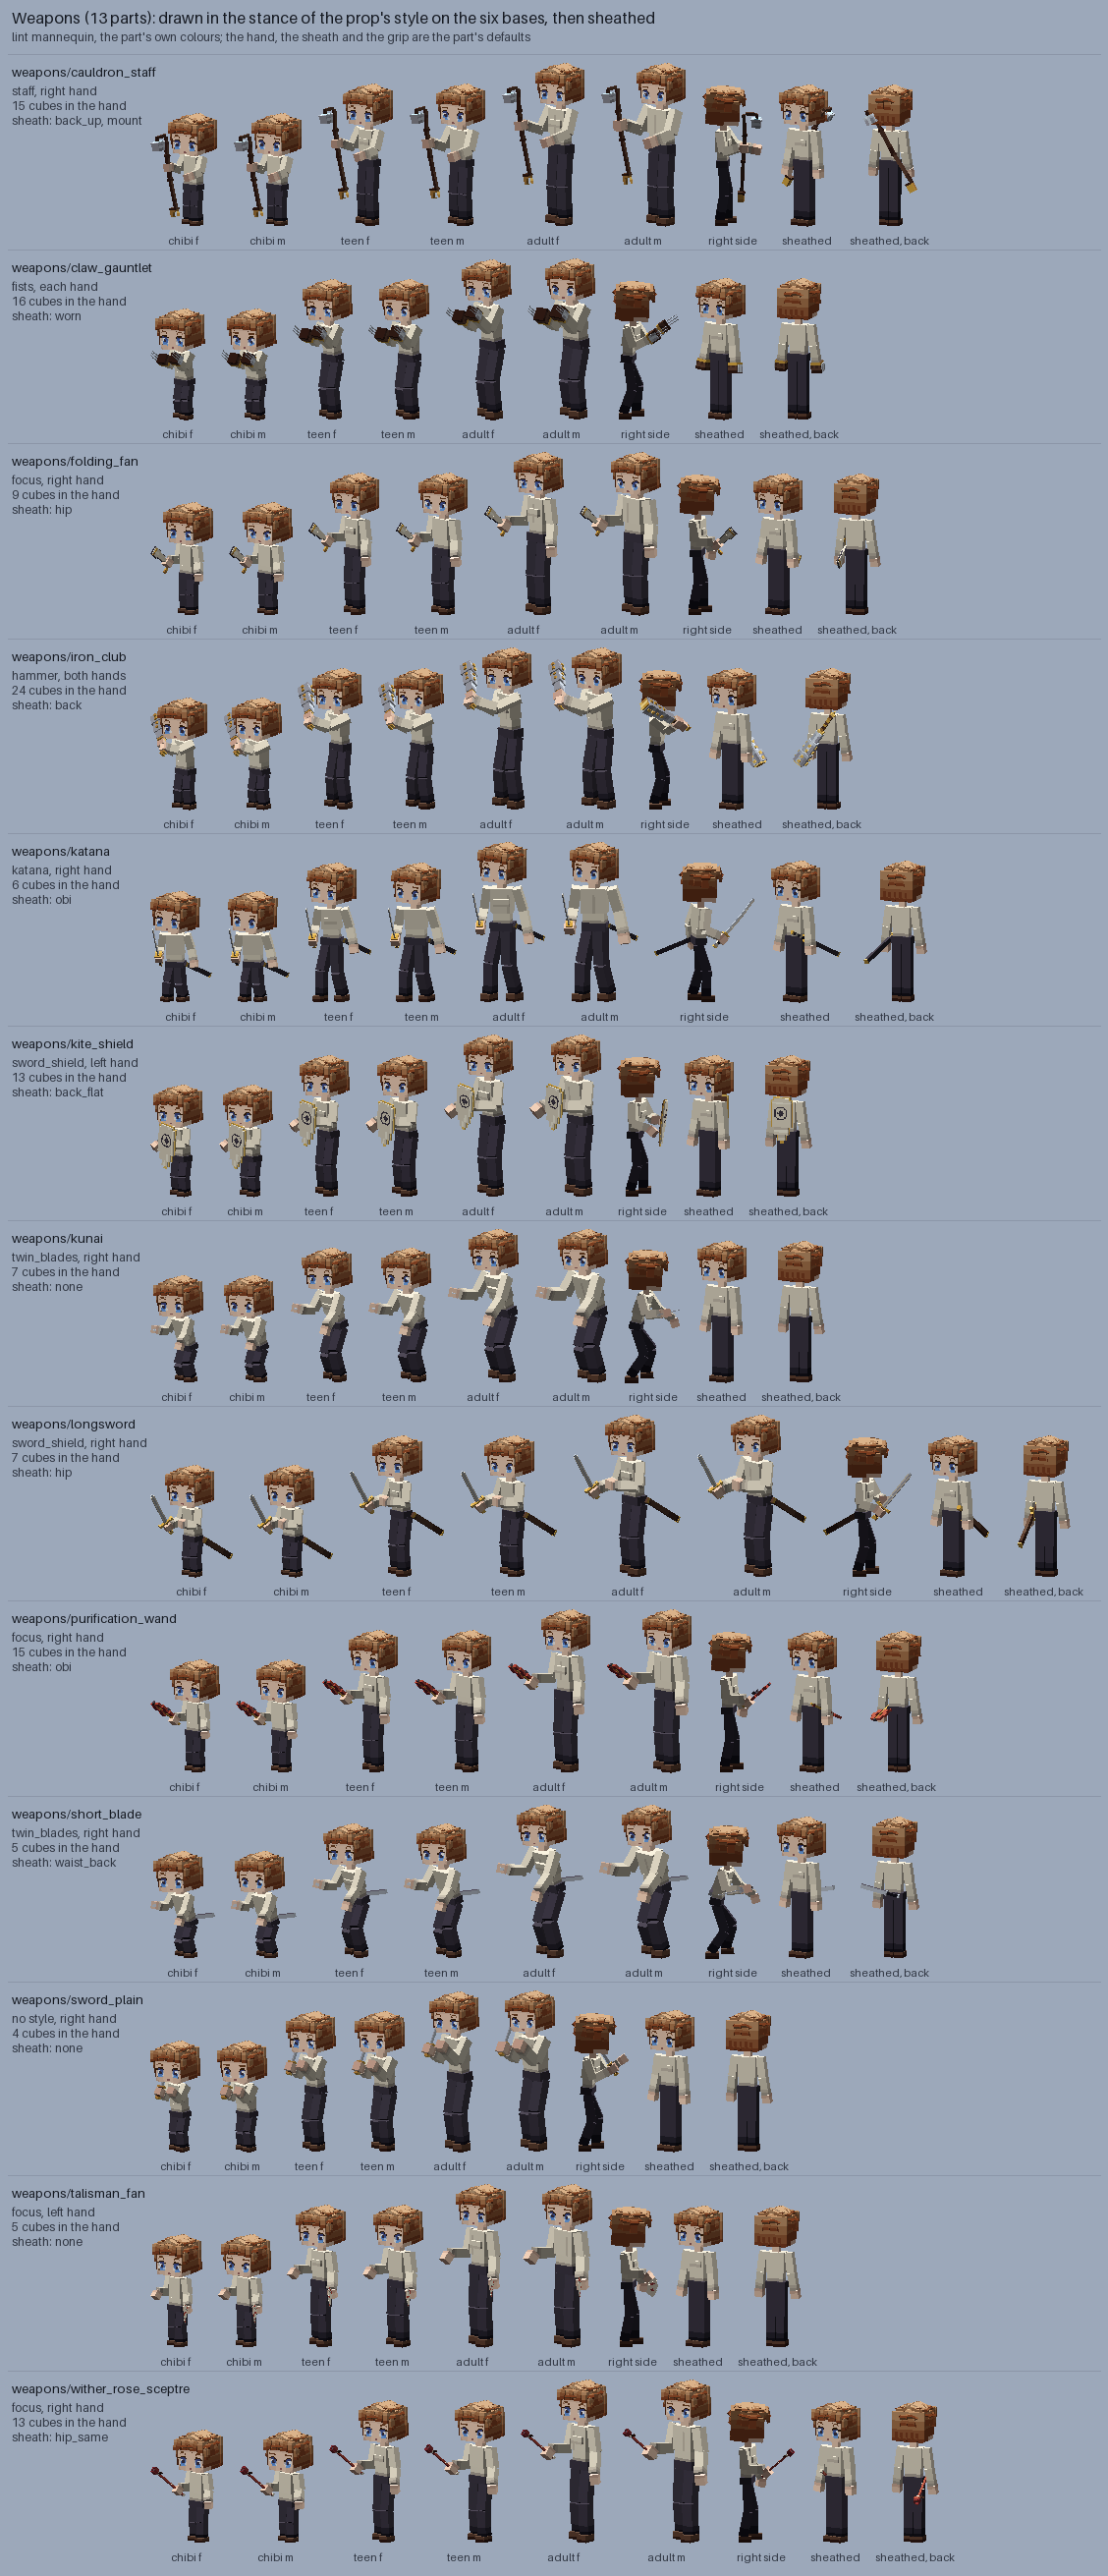 Weapons (13 parts): drawn in the stance of the prop's style on the six bases, then sheathed
lint mannequin, the part's own colours; the hand, the sheath and the grip are the part's defaults
weapons/cauldron_staff
staff, right hand
15 cubes in the hand
sheath: back_up, mount
chibi f chibi m teen f teen m adult f adult m right side sheathed sheathed, back
weapons/claw_gauntlet
fists, each hand
16 cubes in the hand
sheath: worn
chibi f chibi m teen f teen m adult f adult m right side sheathed sheathed, back
weapons/folding_fan
focus, right hand
9 cubes in the hand
sheath: hip
chibi f chibi m teen f teen m adult f adult m right side sheathed sheathed, back
weapons/iron_club
hammer, both hands
24 cubes in the hand
sheath: back
chibi f chibi m teen f teen m adult f adult m right side sheathed sheathed, back
weapons/katana
katana, right hand
6 cubes in the hand
sheath: obi
chibi f chibi m teen f teen m adult f adult m right side sheathed sheathed, back
weapons/kite_shield
sword_shield, left hand
13 cubes in the hand
sheath: back_flat
chibi f chibi m teen f teen m adult f adult m right side sheathed sheathed, back
weapons/kunai
twin_blades, right hand
7 cubes in the hand
sheath: none
chibi f chibi m teen f teen m adult f adult m right side sheathed sheathed, back
weapons/longsword
sword_shield, right hand
7 cubes in the hand
sheath: hip
chibi f chibi m teen f teen m adult f adult m right side sheathed sheathed, back
weapons/purification_wand
focus, right hand
15 cubes in the hand
sheath: obi
chibi f chibi m teen f teen m adult f adult m right side sheathed sheathed, back
weapons/short_blade
twin_blades, right hand
5 cubes in the hand
sheath: waist_back
chibi f chibi m teen f teen m adult f adult m right side sheathed sheathed, back
weapons/sword_plain
no style, right hand
4 cubes in the hand
sheath: none
chibi f chibi m teen f teen m adult f adult m right side sheathed sheathed, back
weapons/talisman_fan
focus, left hand
5 cubes in the hand
sheath: none
chibi f chibi m teen f teen m adult f adult m right side sheathed sheathed, back
weapons/wither_rose_sceptre
focus, right hand
13 cubes in the hand
sheath: hip_same
chibi f chibi m teen f teen m adult f adult m right side sheathed sheathed, back